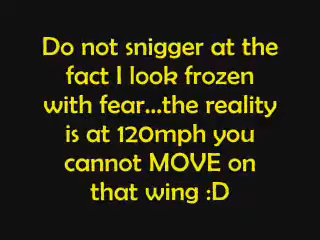 Do not snigger at the
fact I look frozen
with fear...the reality
is at 120mph you
cannot MOVE on
that wing :D